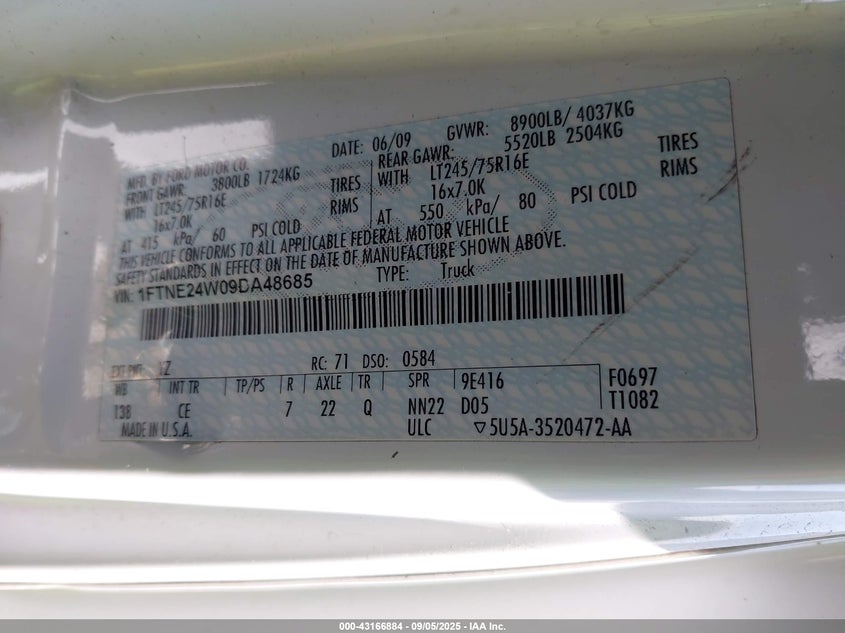 MFD. BY FORD MOTOR CO.
DATE: 06/09 GVWR: 8900LB/ 4037KG
FRONT GAWR: 3800LB 1724KG
REAR GAWR: 5520LB 2504KG
WITH LT245/75R16E TIRES
WITH LT245/75R16E TIRES
16x7.0K RIMS
16x7.0K RIMS
AT 415 kPa/ 60 PSI COLD
AT 550 kPa/ 80 PSI COLD
THIS VEHICLE CONFORMS TO ALL APPLICABLE FEDERAL MOTOR VEHICLE
SAFETY STANDARDS IN EFFECT ON THE DATE OF MANUFACTURE SHOWN ABOVE.
VIN: 1FTNE24W09DA48685 TYPE: Truck
EXT PNT: YZ RC: 71 DSO: 0584
WB INT TR TP/PS R AXLE TR SPR 9E416 F0697
138 CE 7 22 Q NN22 D05 T1082
MADE IN U.S.A. ULC ▽5U5A-3520472-AA
000-43166884 - 09/05/2025 - IAA Inc.